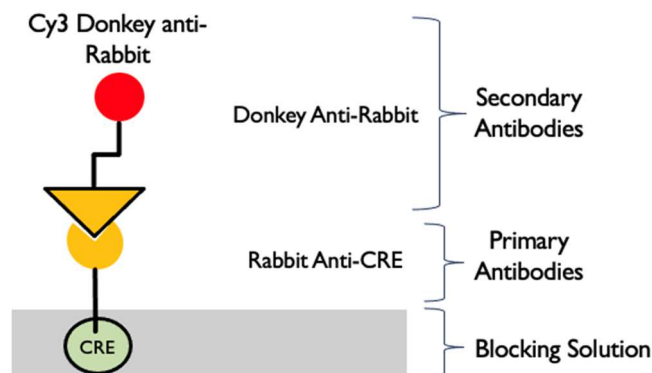 Cy3 Donkey anti-
Rabbit
Donkey Anti-Rabbit
Secondary
Antibodies
Rabbit Anti-CRE
Primary
Antibodies
CRE
Blocking Solution